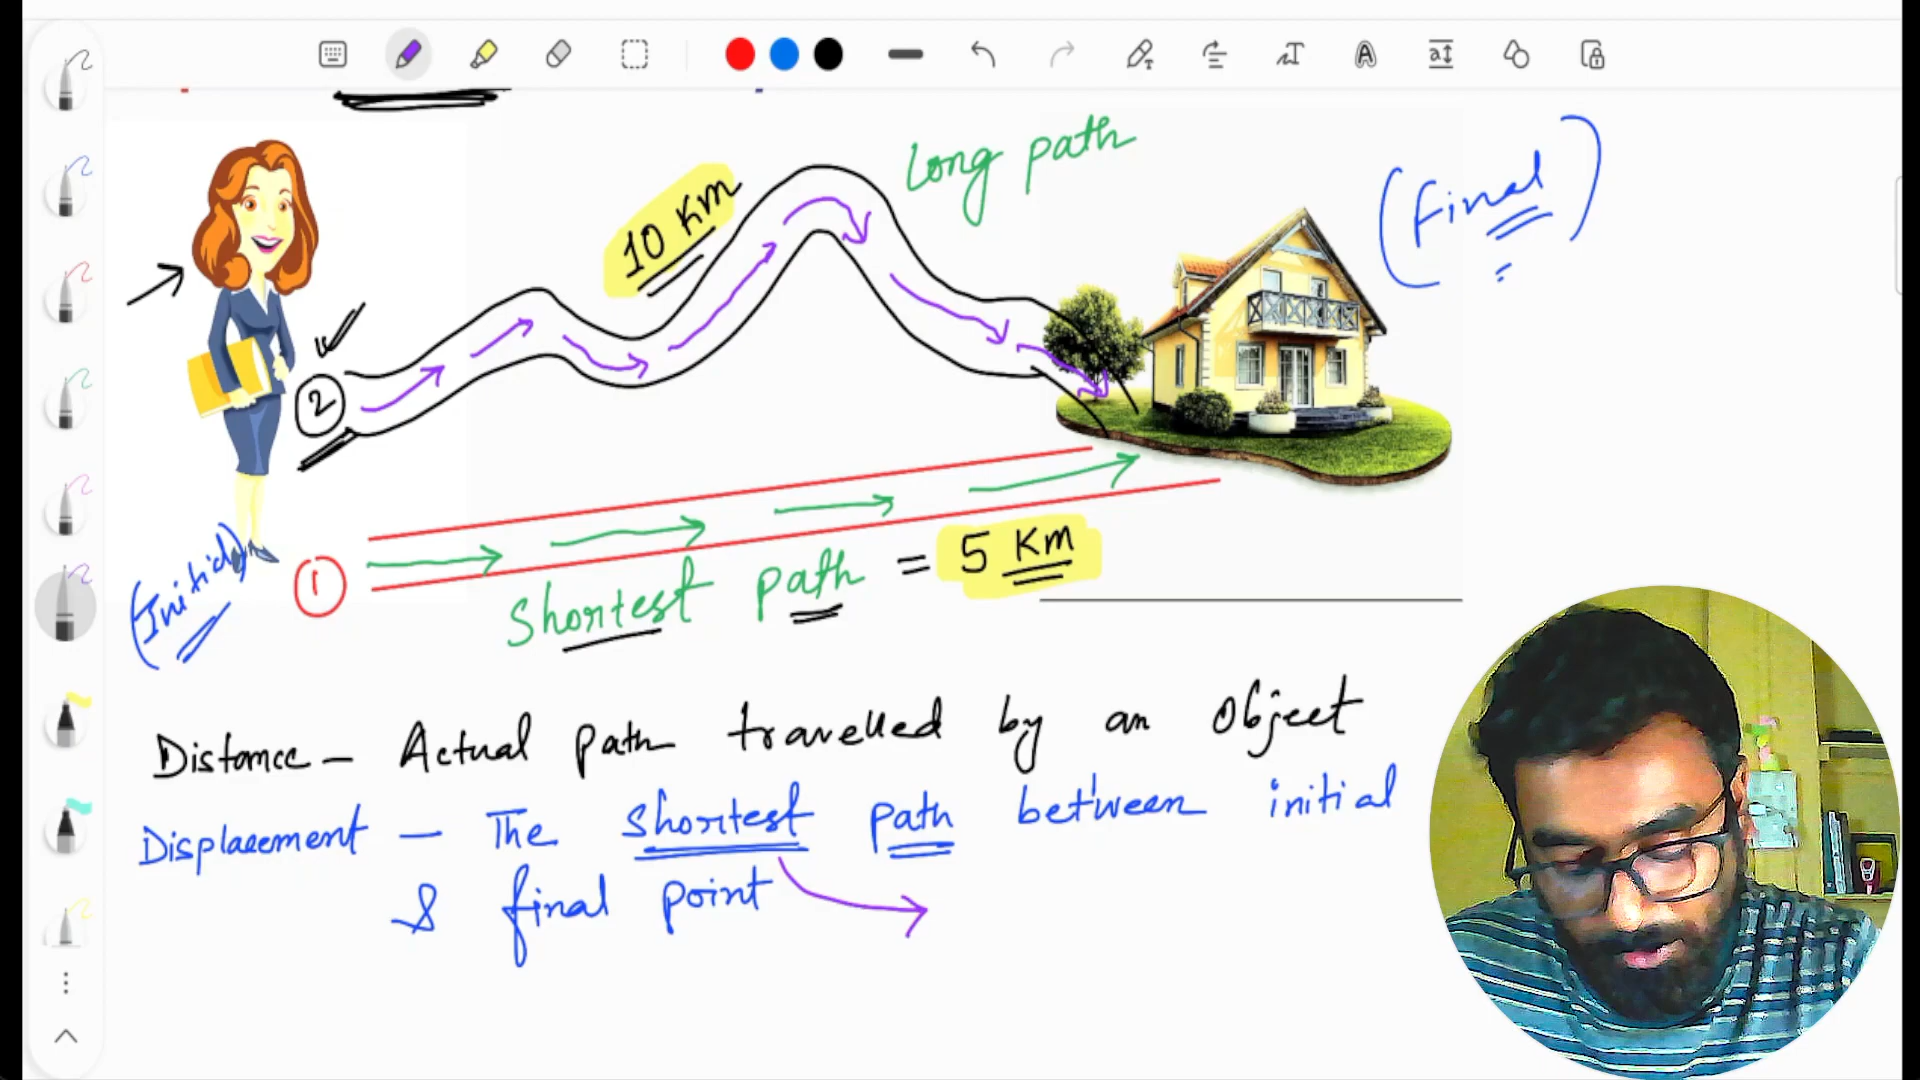 Long path
(Final)
10 Km
2
1
(Initial)
Shortest path = 5 Km
Distance - Actual path travelled by an object
Displacement - The shortest path between initial
& final point